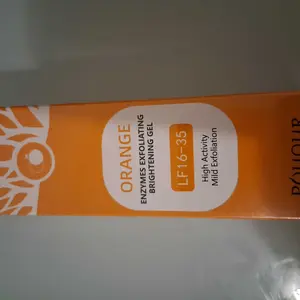 ORANGE
ENZYMES EXFOLIATING
BRIGHTENING GEL
LF16-35
High Activity
Mild Exfoliation